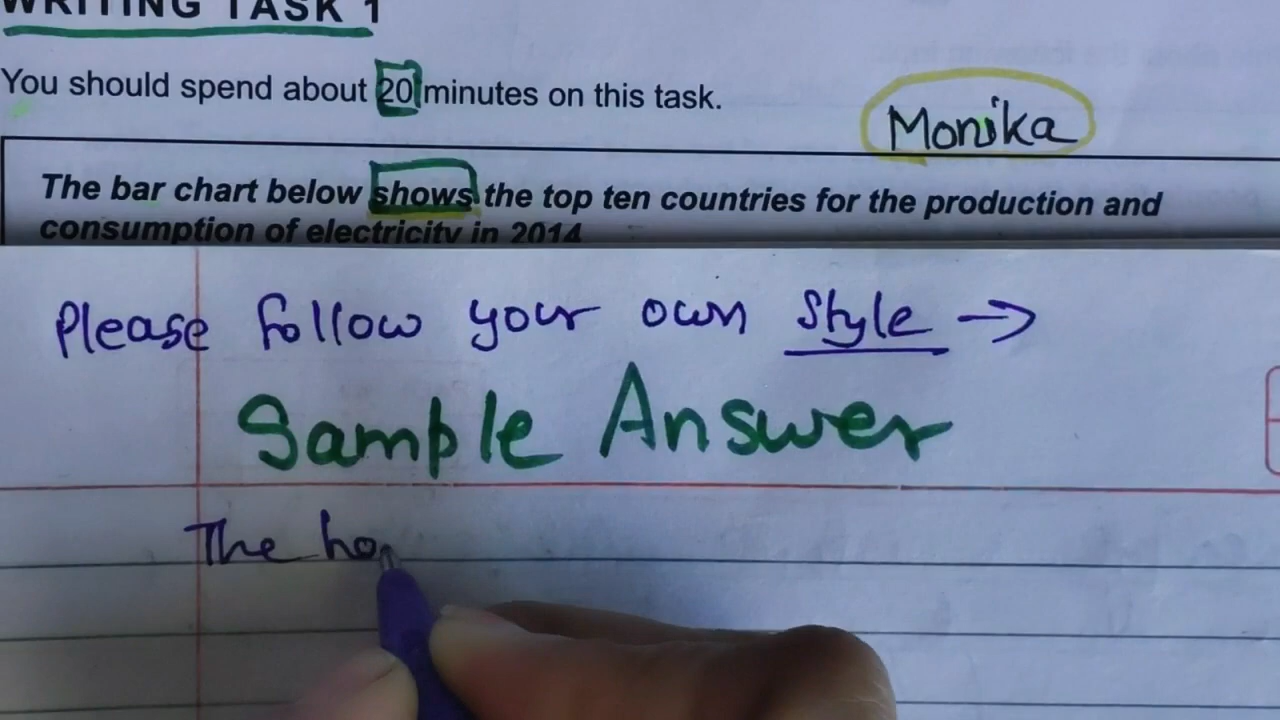 WRITING TASK 1
You should spend about 20 minutes on this task.
Monika
The bar chart below shows the top ten countries for the production and
consumption of electricity in 2014
Please follow your own Style →
Sample Answer
The ho